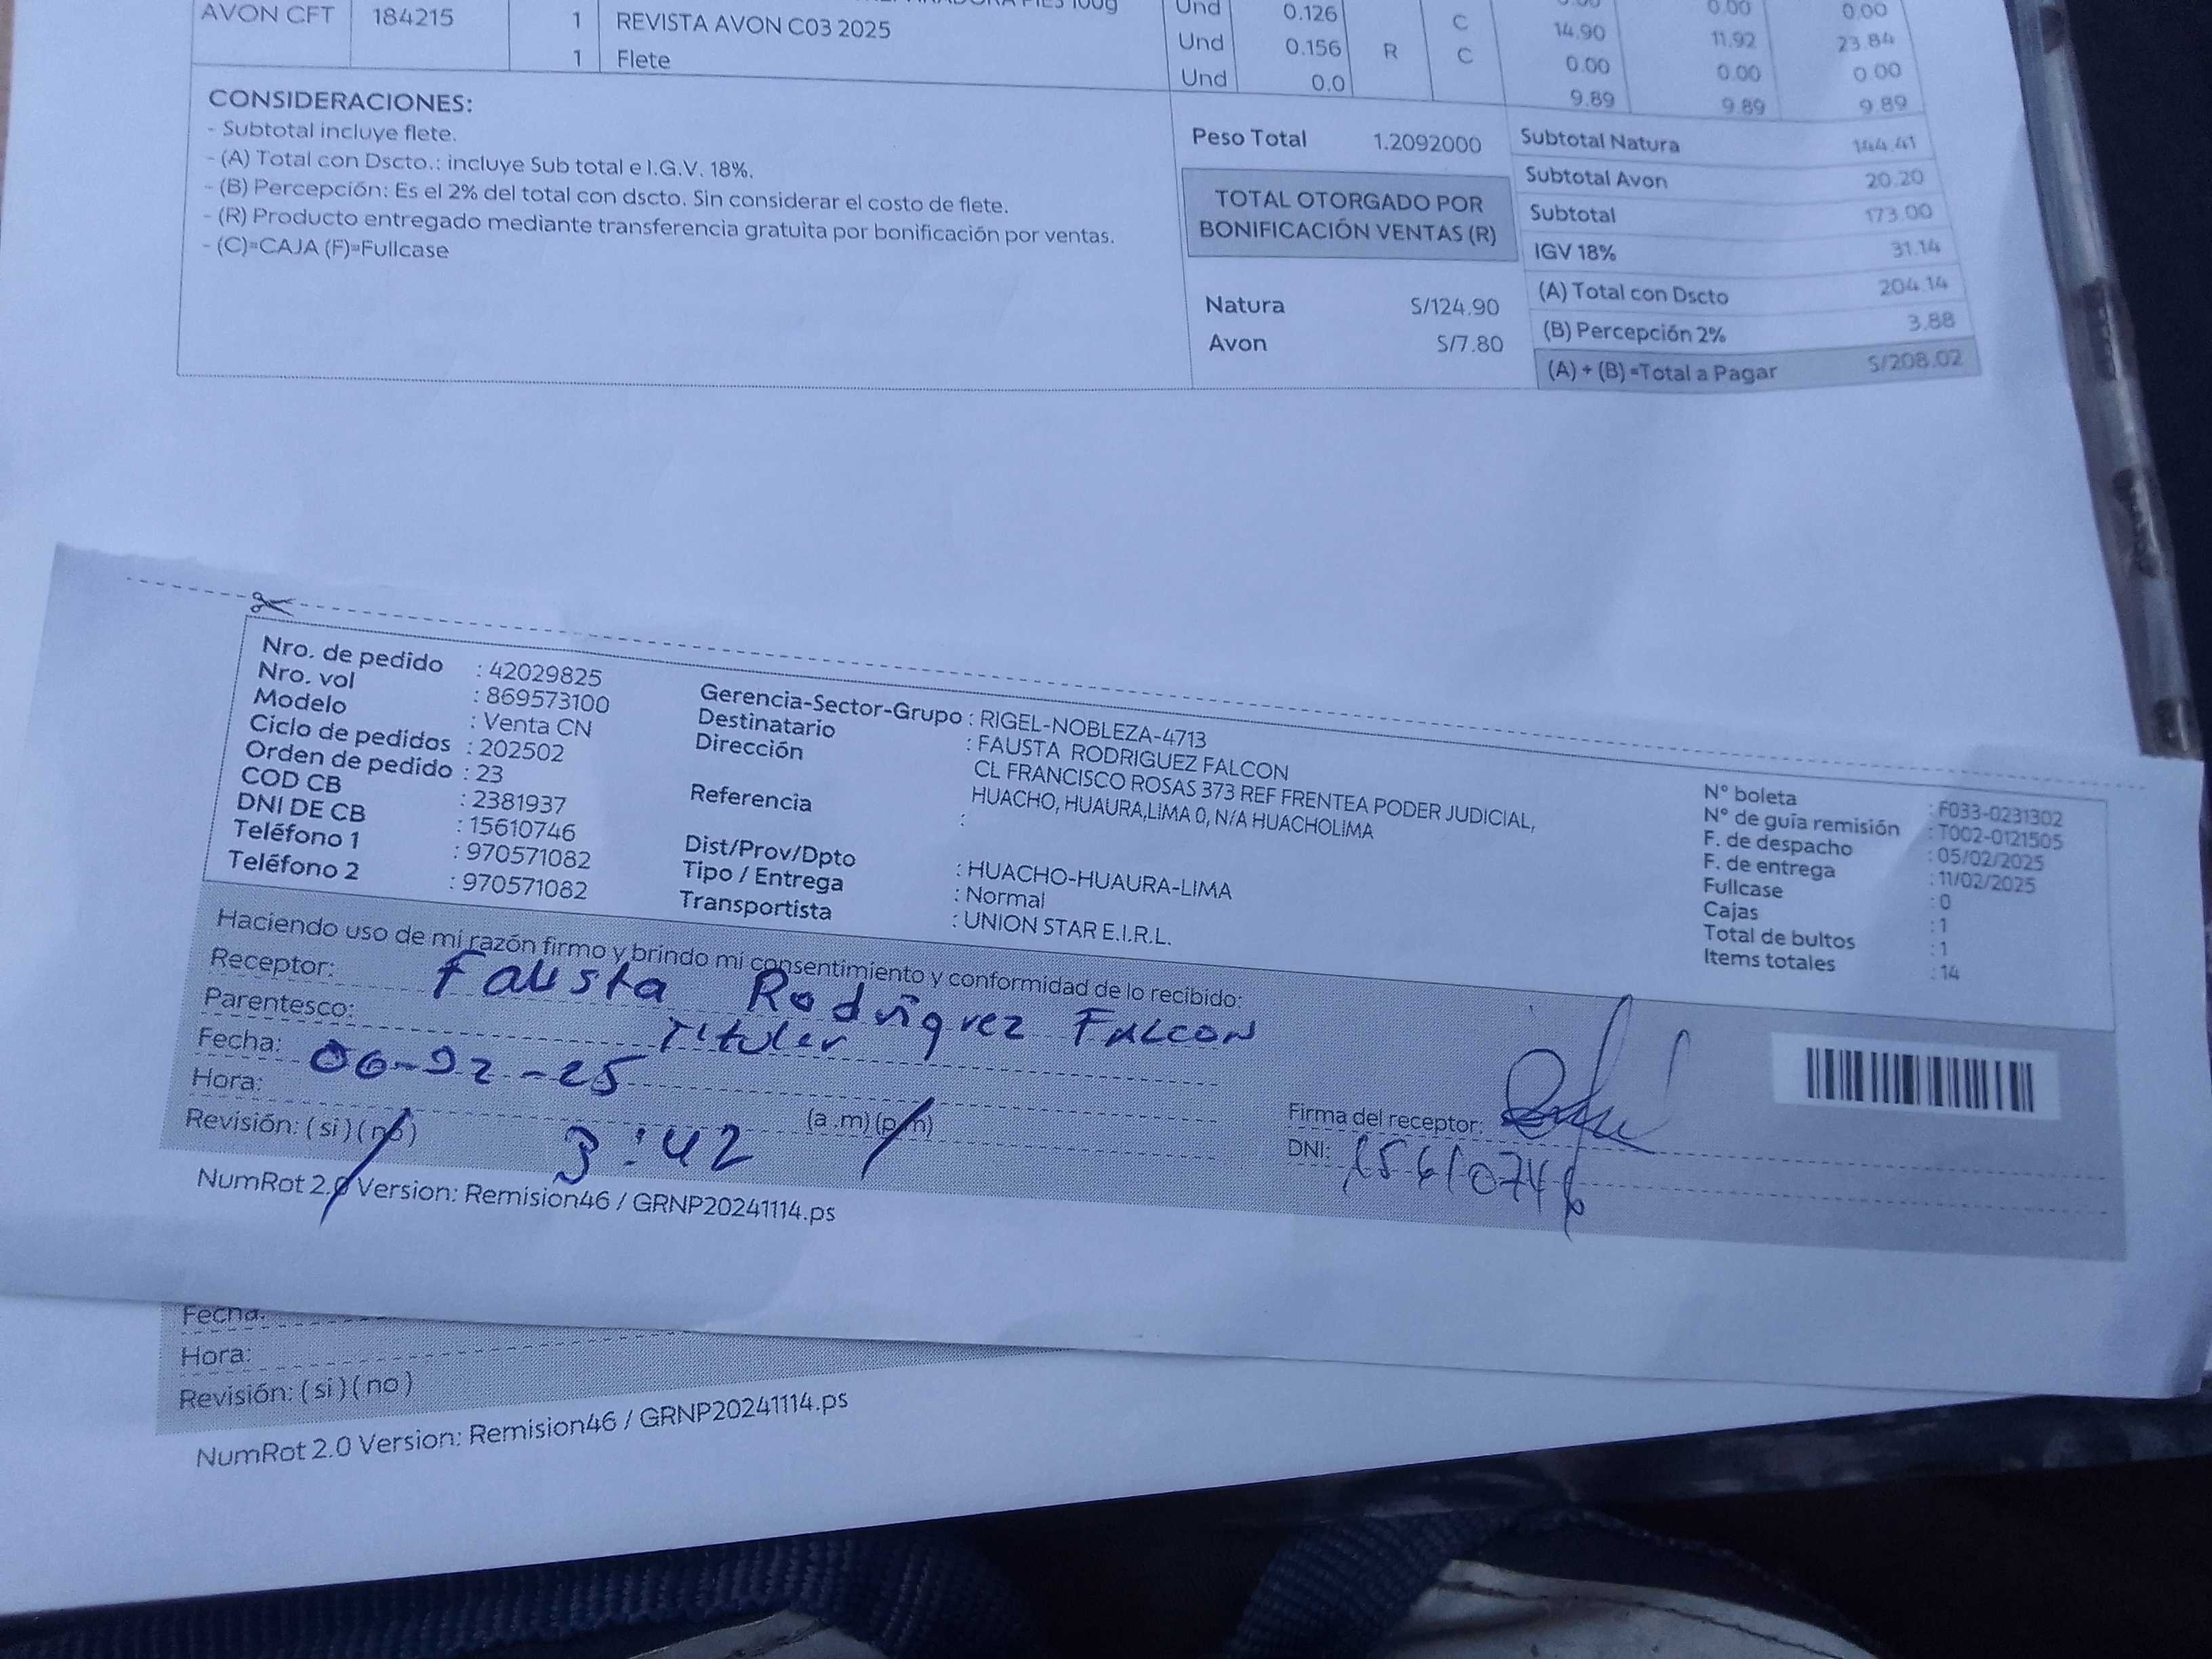 PIES 100g Und 0.126 C 0.00 0.00
AVON CFT 184215 1 REVISTA AVON C03 2025 Und 0.156 R C 14.90 11.92 23.84
1 Flete Und 0.0 0.00 0.00 0.00
9.89 9.89 9.89
CONSIDERACIONES:
- Subtotal incluye flete.
- (A) Total con Dscto.: incluye Sub total e I.G.V. 18%.
- (B) Percepción: Es el 2% del total con dscto. Sin considerar el costo de flete.
- (R) Producto entregado mediante transferencia gratuita por bonificación por ventas.
- (C)=CAJA (F)=Fullcase
Peso Total 1.2092000
TOTAL OTORGADO POR
BONIFICACIÓN VENTAS (R)
Natura S/124.90
Avon S/7.80
Subtotal Natura 144.41
Subtotal Avon 20.20
Subtotal 173.00
IGV 18% 31.14
(A) Total con Dscto 204.14
(B) Percepción 2% 3.88
(A) + (B) =Total a Pagar S/208.02
Nro. de pedido : 42029825
Nro. vol : 869573100
Modelo : Venta CN
Ciclo de pedidos : 202502
Orden de pedido : 23
COD CB : 2381937
DNI DE CB : 15610746
Teléfono 1 : 970571082
Teléfono 2 : 970571082
Gerencia-Sector-Grupo : RIGEL-NOBLEZA-4713
Destinatario : FAUSTA RODRIGUEZ FALCON
Dirección CL FRANCISCO ROSAS 373 REF FRENTEA PODER JUDICIAL,
HUACHO, HUAURA,LIMA 0, N/A HUACHOLIMA
Referencia :
Dist/Prov/Dpto : HUACHO-HUAURA-LIMA
Tipo / Entrega : Normal
Transportista : UNION STAR E.I.R.L.
N° boleta : F033-0231302
N° de guía remisión : T002-0121505
F. de despacho : 05/02/2025
F. de entrega : 11/02/2025
Fullcase : 0
Cajas : 1
Total de bultos : 1
Items totales : 14
Haciendo uso de mi razón firmo y brindo mi consentimiento y conformidad de lo recibido:
Receptor: Fausta Rodriguez FALCON
Parentesco: Titular
Fecha: 06-02-25
Hora: 3:42 (a .m) (p.m)
Revisión: (si) (no)
Firma del receptor:
DNI: 15610746
NumRot 2.0 Version: Remision46 / GRNP20241114.ps
Fecha:
Hora:
Revisión: (si) (no)
NumRot 2.0 Version: Remision46 / GRNP20241114.ps